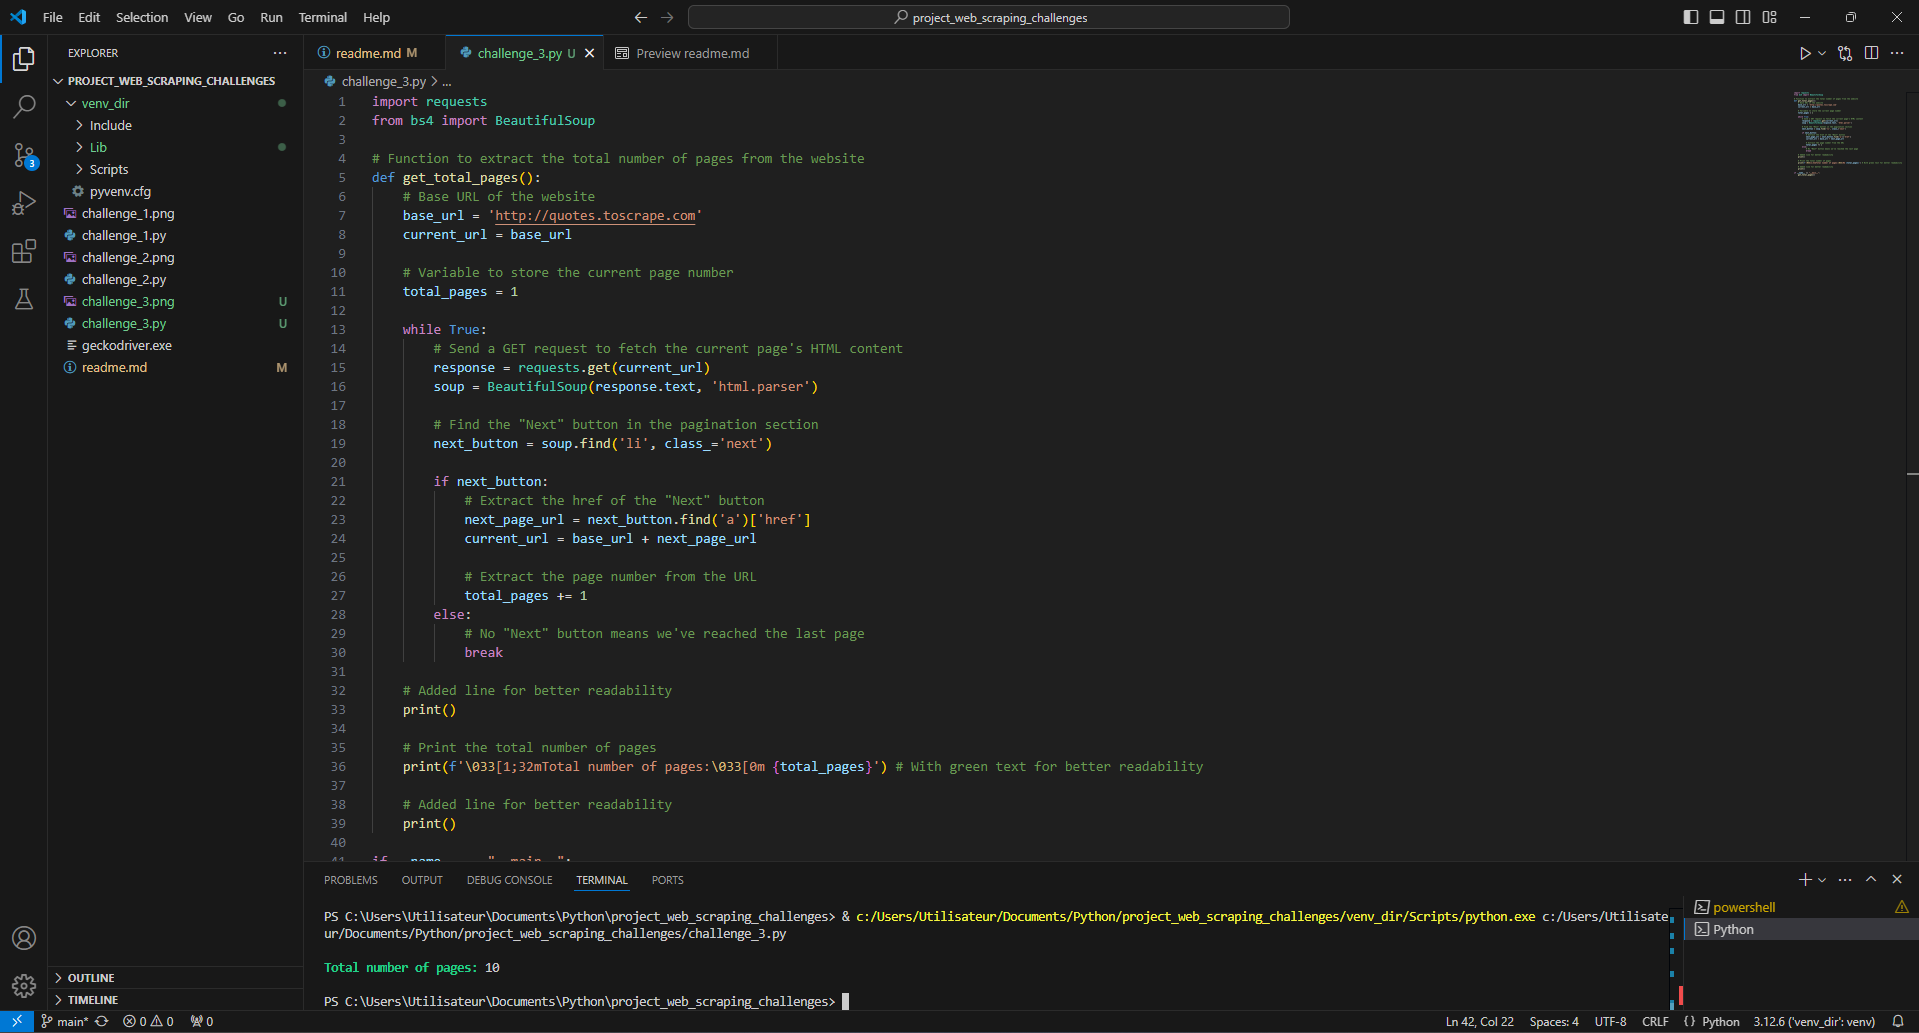 File Edit Selection View Go Run Terminal Help
project_web_scraping_challenges
EXPLORER
PROJECT_WEB_SCRAPING_CHALLENGES
venv_dir
Include
Lib
Scripts
pyvenv.cfg
challenge_1.png
challenge_1.py
challenge_2.png
challenge_2.py
challenge_3.png U
challenge_3.py U
geckodriver.exe
readme.md M
OUTLINE
TIMELINE
3
readme.md M challenge_3.py U Preview readme.md
challenge_3.py > ...
1 import requests
2 from bs4 import BeautifulSoup
3
4 # Function to extract the total number of pages from the website
5 def get_total_pages():
6 # Base URL of the website
7 base_url = 'http://quotes.toscrape.com'
8 current_url = base_url
9
10 # Variable to store the current page number
11 total_pages = 1
12
13 while True:
14 # Send a GET request to fetch the current page's HTML content
15 response = requests.get(current_url)
16 soup = BeautifulSoup(response.text, 'html.parser')
17
18 # Find the "Next" button in the pagination section
19 next_button = soup.find('li', class_='next')
20
21 if next_button:
22 # Extract the href of the "Next" button
23 next_page_url = next_button.find('a')['href']
24 current_url = base_url + next_page_url
25
26 # Extract the page number from the URL
27 total_pages += 1
28 else:
29 # No "Next" button means we've reached the last page
30 break
31
32 # Added line for better readability
33 print()
34
35 # Print the total number of pages
36 print(f'\033[1;32mTotal number of pages:\033[0m {total_pages}') # With green text for better readability
37
38 # Added line for better readability
39 print()
40
41 if __name__ == "__main__":
PROBLEMS OUTPUT DEBUG CONSOLE TERMINAL PORTS
PS C:\Users\Utilisateur\Documents\Python\project_web_scraping_challenges> & c:/Users/Utilisateur/Documents/Python/project_web_scraping_challenges/venv_dir/Scripts/python.exe c:/Users/Utilisate
ur/Documents/Python/project_web_scraping_challenges/challenge_3.py
Total number of pages: 10
PS C:\Users\Utilisateur\Documents\Python\project_web_scraping_challenges>
powershell
Python
main* 0 0 0 Ln 42, Col 22 Spaces: 4 UTF-8 CRLF {} Python 3.12.6 ('venv_dir': venv)